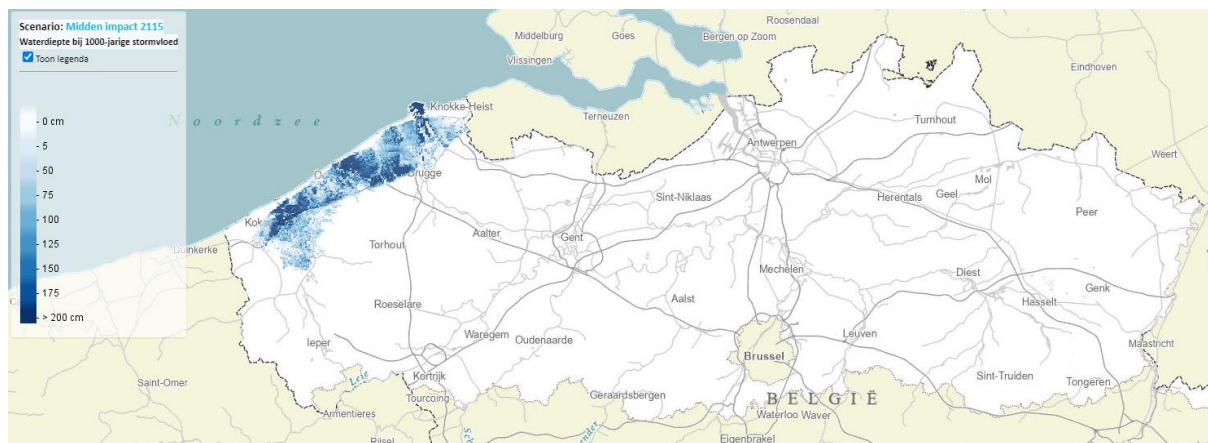 Scenario: Midden impact 2115
Waterdiepte bij 1000-jarige stormvloed
Toon legenda
- 0 cm
- 5
- 50
- 75
- 100
- 125
- 150
- 175
- > 200 cm
Noordzee
Roosendaal
Middelburg
Goes
Bergen op Zoom
Vlissingen
Eindhoven
Knokke-Heist
Terneuzen
Turnhout
Antwerpen
Weert
Brugge
Sint-Niklaas
Herentals
Geel
Mol
Peer
Duinkerke
Torhout
Aalter
Gent
Mechelen
Diest
Genk
Hasselt
Roeselare
Aalst
Leuven
Maastricht
Ieper
Waregem
Oudenaarde
Brussel
Sint-Truiden
Tongeren
Saint-Omer
Leie
Kortrijk
Tourcoing
Geraardsbergen
BELGIË
Armentieres
Waterloo Waver
Rijsel
Eigenbrakel